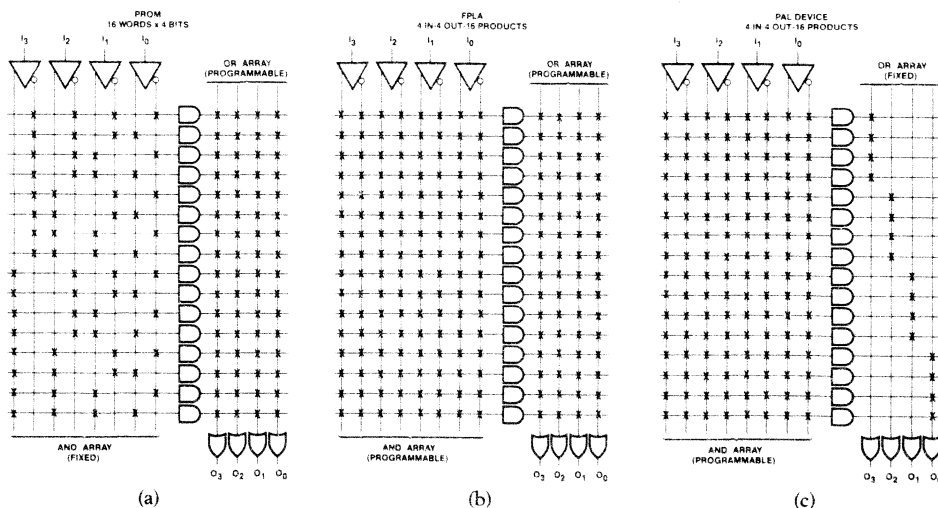 PROM
16 WORDS x 4 BITS
I3 I2 I1 I0
OR ARRAY
(PROGRAMMABLE)
AND ARRAY
(FIXED)
O3 O2 O1 O0
(a)
FPLA
4 IN-4 OUT-16 PRODUCTS
I3 I2 I1 I0
OR ARRAY
(PROGRAMMABLE)
AND ARRAY
(PROGRAMMABLE)
O3 O2 O1 O0
(b)
PAL DEVICE
4 IN-4 OUT-16 PRODUCTS
I3 I2 I1 I0
OR ARRAY
(FIXED)
AND ARRAY
(PROGRAMMABLE)
O3 O2 O1
(c)